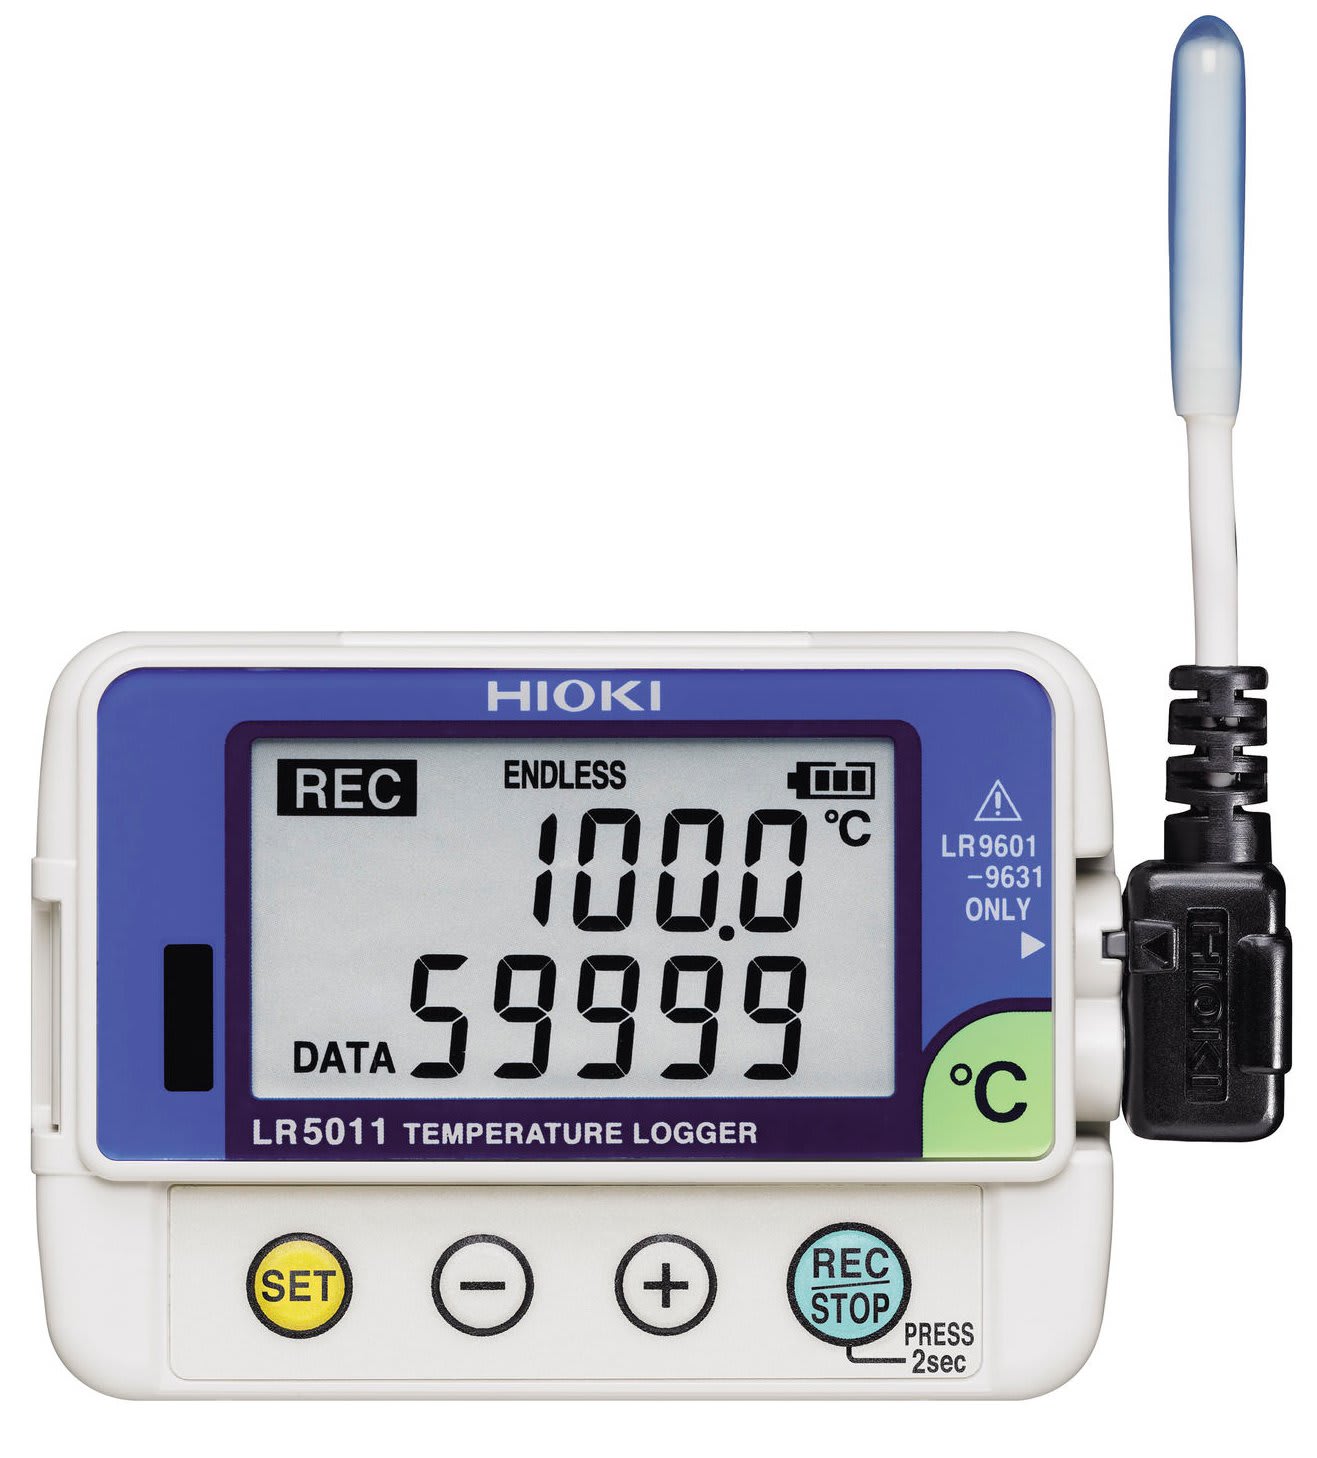 HIOKI
REC
ENDLESS
100.0 °C
DATA 59999
LR5011 TEMPERATURE LOGGER
LR9601
-9631
ONLY
°C
HIOKI
SET
−
+
REC
STOP
PRESS
2sec